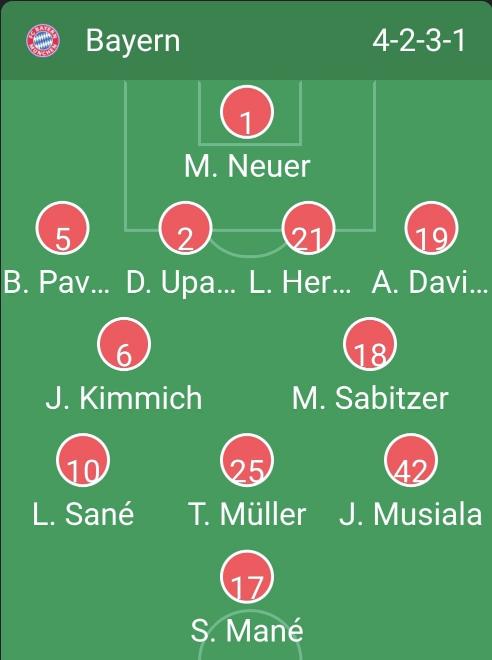 Bayern 4-2-3-1
1
M. Neuer
5 2 21 19
B. Pav... D. Upa... L. Her... A. Davi...
6 18
J. Kimmich M. Sabitzer
10 25 42
L. Sané T. Müller J. Musiala
17
S. Mané